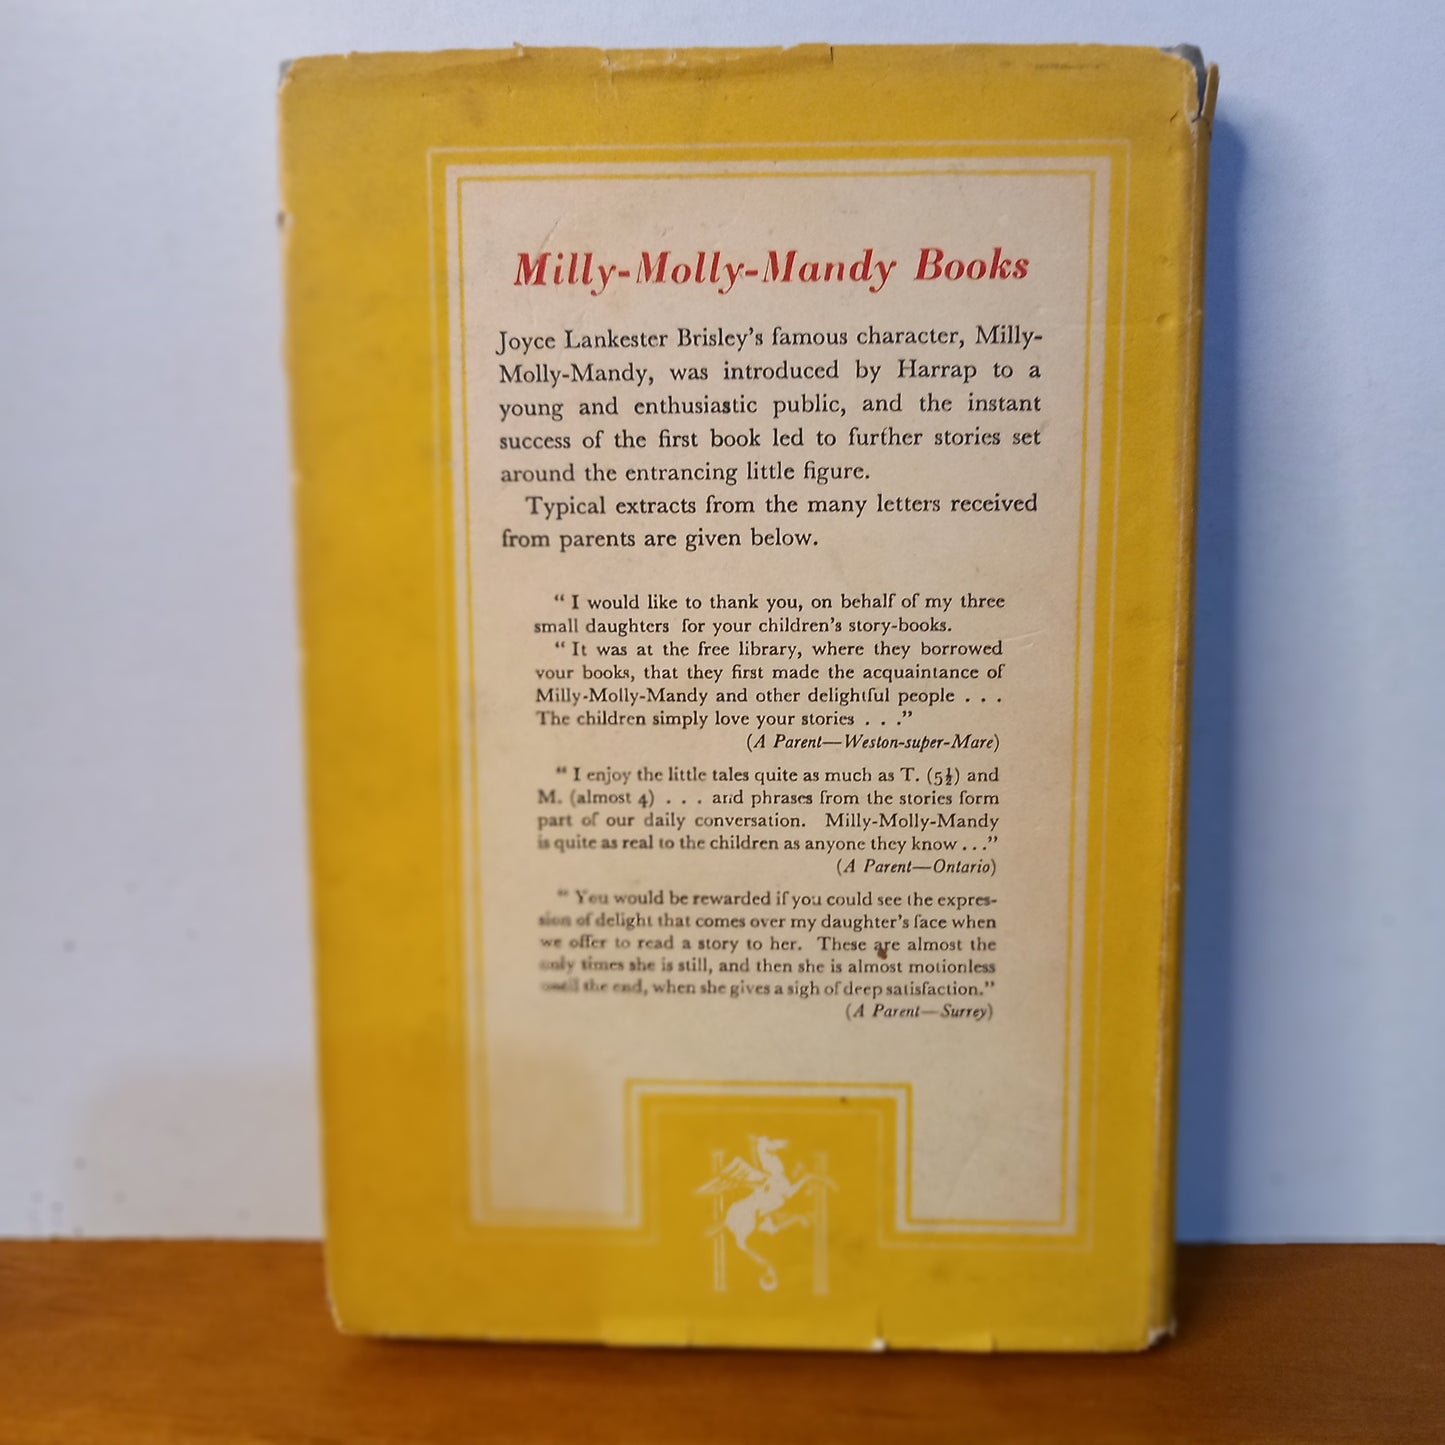 Milly-Molly-Mandy Books
Joyce Lankester Brisley's famous character, Milly-
Molly-Mandy, was introduced by Harrap to a
young and enthusiastic public, and the instant
success of the first book led to further stories set
around the entrancing little figure.
Typical extracts from the many letters received
from parents are given below.
“ I would like to thank you, on behalf of my three
small daughters for your children's story-books.
“ It was at the free library, where they borrowed
your books, that they first made the acquaintance of
Milly-Molly-Mandy and other delightful people . . .
The children simply love your stories . . .”
(A Parent—Weston-super-Mare)
“ I enjoy the little tales quite as much as T. (5½) and
M. (almost 4) . . . and phrases from the stories form
part of our daily conversation. Milly-Molly-Mandy
is quite as real to the children as anyone they know . . .”
(A Parent—Ontario)
“ You would be rewarded if you could see the expres-
sion of delight that comes over my daughter's face when
we offer to read a story to her. These are almost the
only times she is still, and then she is almost motionless
until the end, when she gives a sigh of deep satisfaction.”
(A Parent—Surrey)